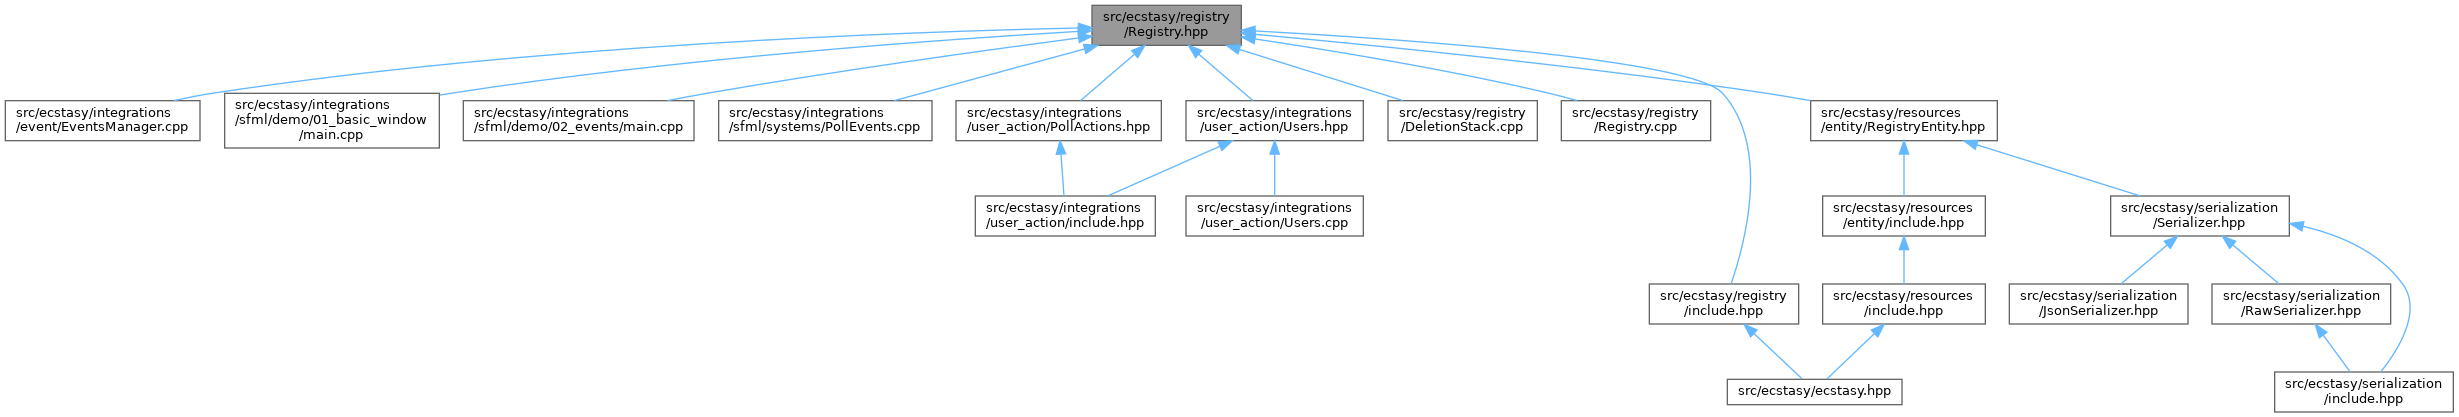 src/ecstasy/registry
/Registry.hpp
src/ecstasy/integrations
/event/EventsManager.cpp
src/ecstasy/integrations
/sfml/demo/01_basic_window
/main.cpp
src/ecstasy/integrations
/sfml/demo/02_events/main.cpp
src/ecstasy/integrations
/sfml/systems/PollEvents.cpp
src/ecstasy/integrations
/user_action/PollActions.hpp
src/ecstasy/integrations
/user_action/Users.hpp
src/ecstasy/registry
/DeletionStack.cpp
src/ecstasy/registry
/Registry.cpp
src/ecstasy/resources
/entity/RegistryEntity.hpp
src/ecstasy/integrations
/user_action/include.hpp
src/ecstasy/integrations
/user_action/Users.cpp
src/ecstasy/resources
/entity/include.hpp
src/ecstasy/serialization
/Serializer.hpp
src/ecstasy/registry
/include.hpp
src/ecstasy/resources
/include.hpp
src/ecstasy/serialization
/JsonSerializer.hpp
src/ecstasy/serialization
/RawSerializer.hpp
src/ecstasy/ecstasy.hpp
src/ecstasy/serialization
/include.hpp